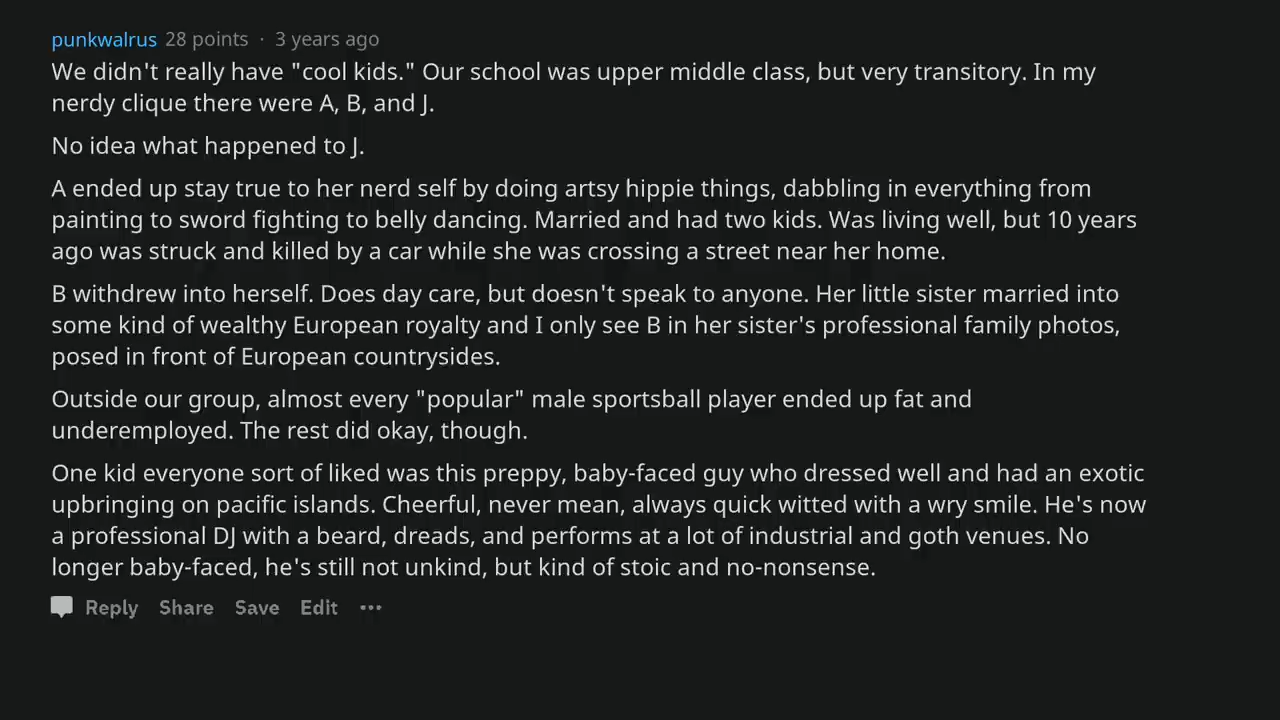 punkwalrus 28 points · 3 years ago
We didn't really have "cool kids." Our school was upper middle class, but very transitory. In my
nerdy clique there were A, B, and J.
No idea what happened to J.
A ended up stay true to her nerd self by doing artsy hippie things, dabbling in everything from
painting to sword fighting to belly dancing. Married and had two kids. Was living well, but 10 years
ago was struck and killed by a car while she was crossing a street near her home.
B withdrew into herself. Does day care, but doesn't speak to anyone. Her little sister married into
some kind of wealthy European royalty and I only see B in her sister's professional family photos,
posed in front of European countrysides.
Outside our group, almost every "popular" male sportsball player ended up fat and
underemployed. The rest did okay, though.
One kid everyone sort of liked was this preppy, baby-faced guy who dressed well and had an exotic
upbringing on pacific islands. Cheerful, never mean, always quick witted with a wry smile. He's now
a professional DJ with a beard, dreads, and performs at a lot of industrial and goth venues. No
longer baby-faced, he's still not unkind, but kind of stoic and no-nonsense.
Reply Share Save Edit ···